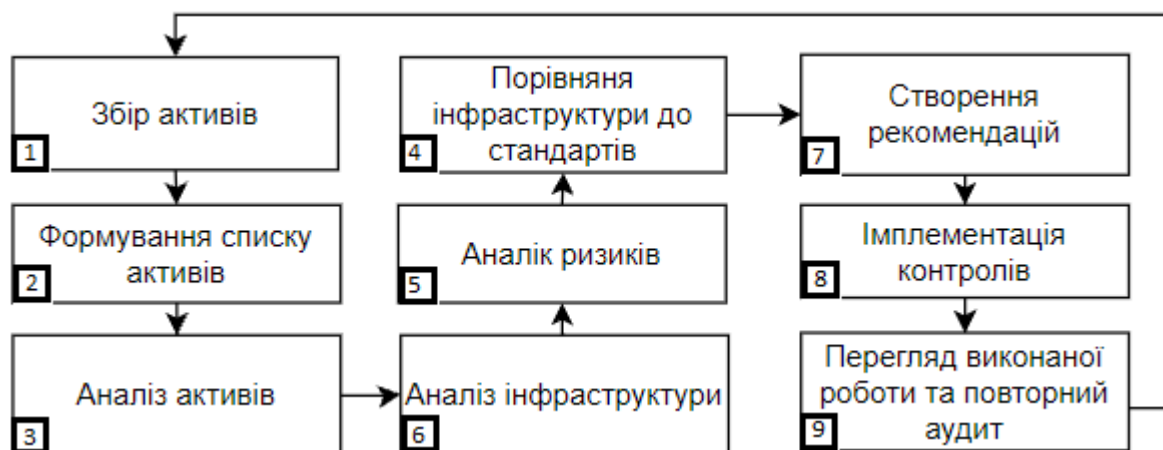 Збір активів
1
Формування списку
активів
2
Аналіз активів
3
Порівняня
інфраструктури до
стандартів
4
Аналік ризиків
5
Аналіз інфраструктури
6
Створення
рекомендацій
7
Імплементація
контролів
8
Перегляд виконаної
роботи та повторний
аудит
9